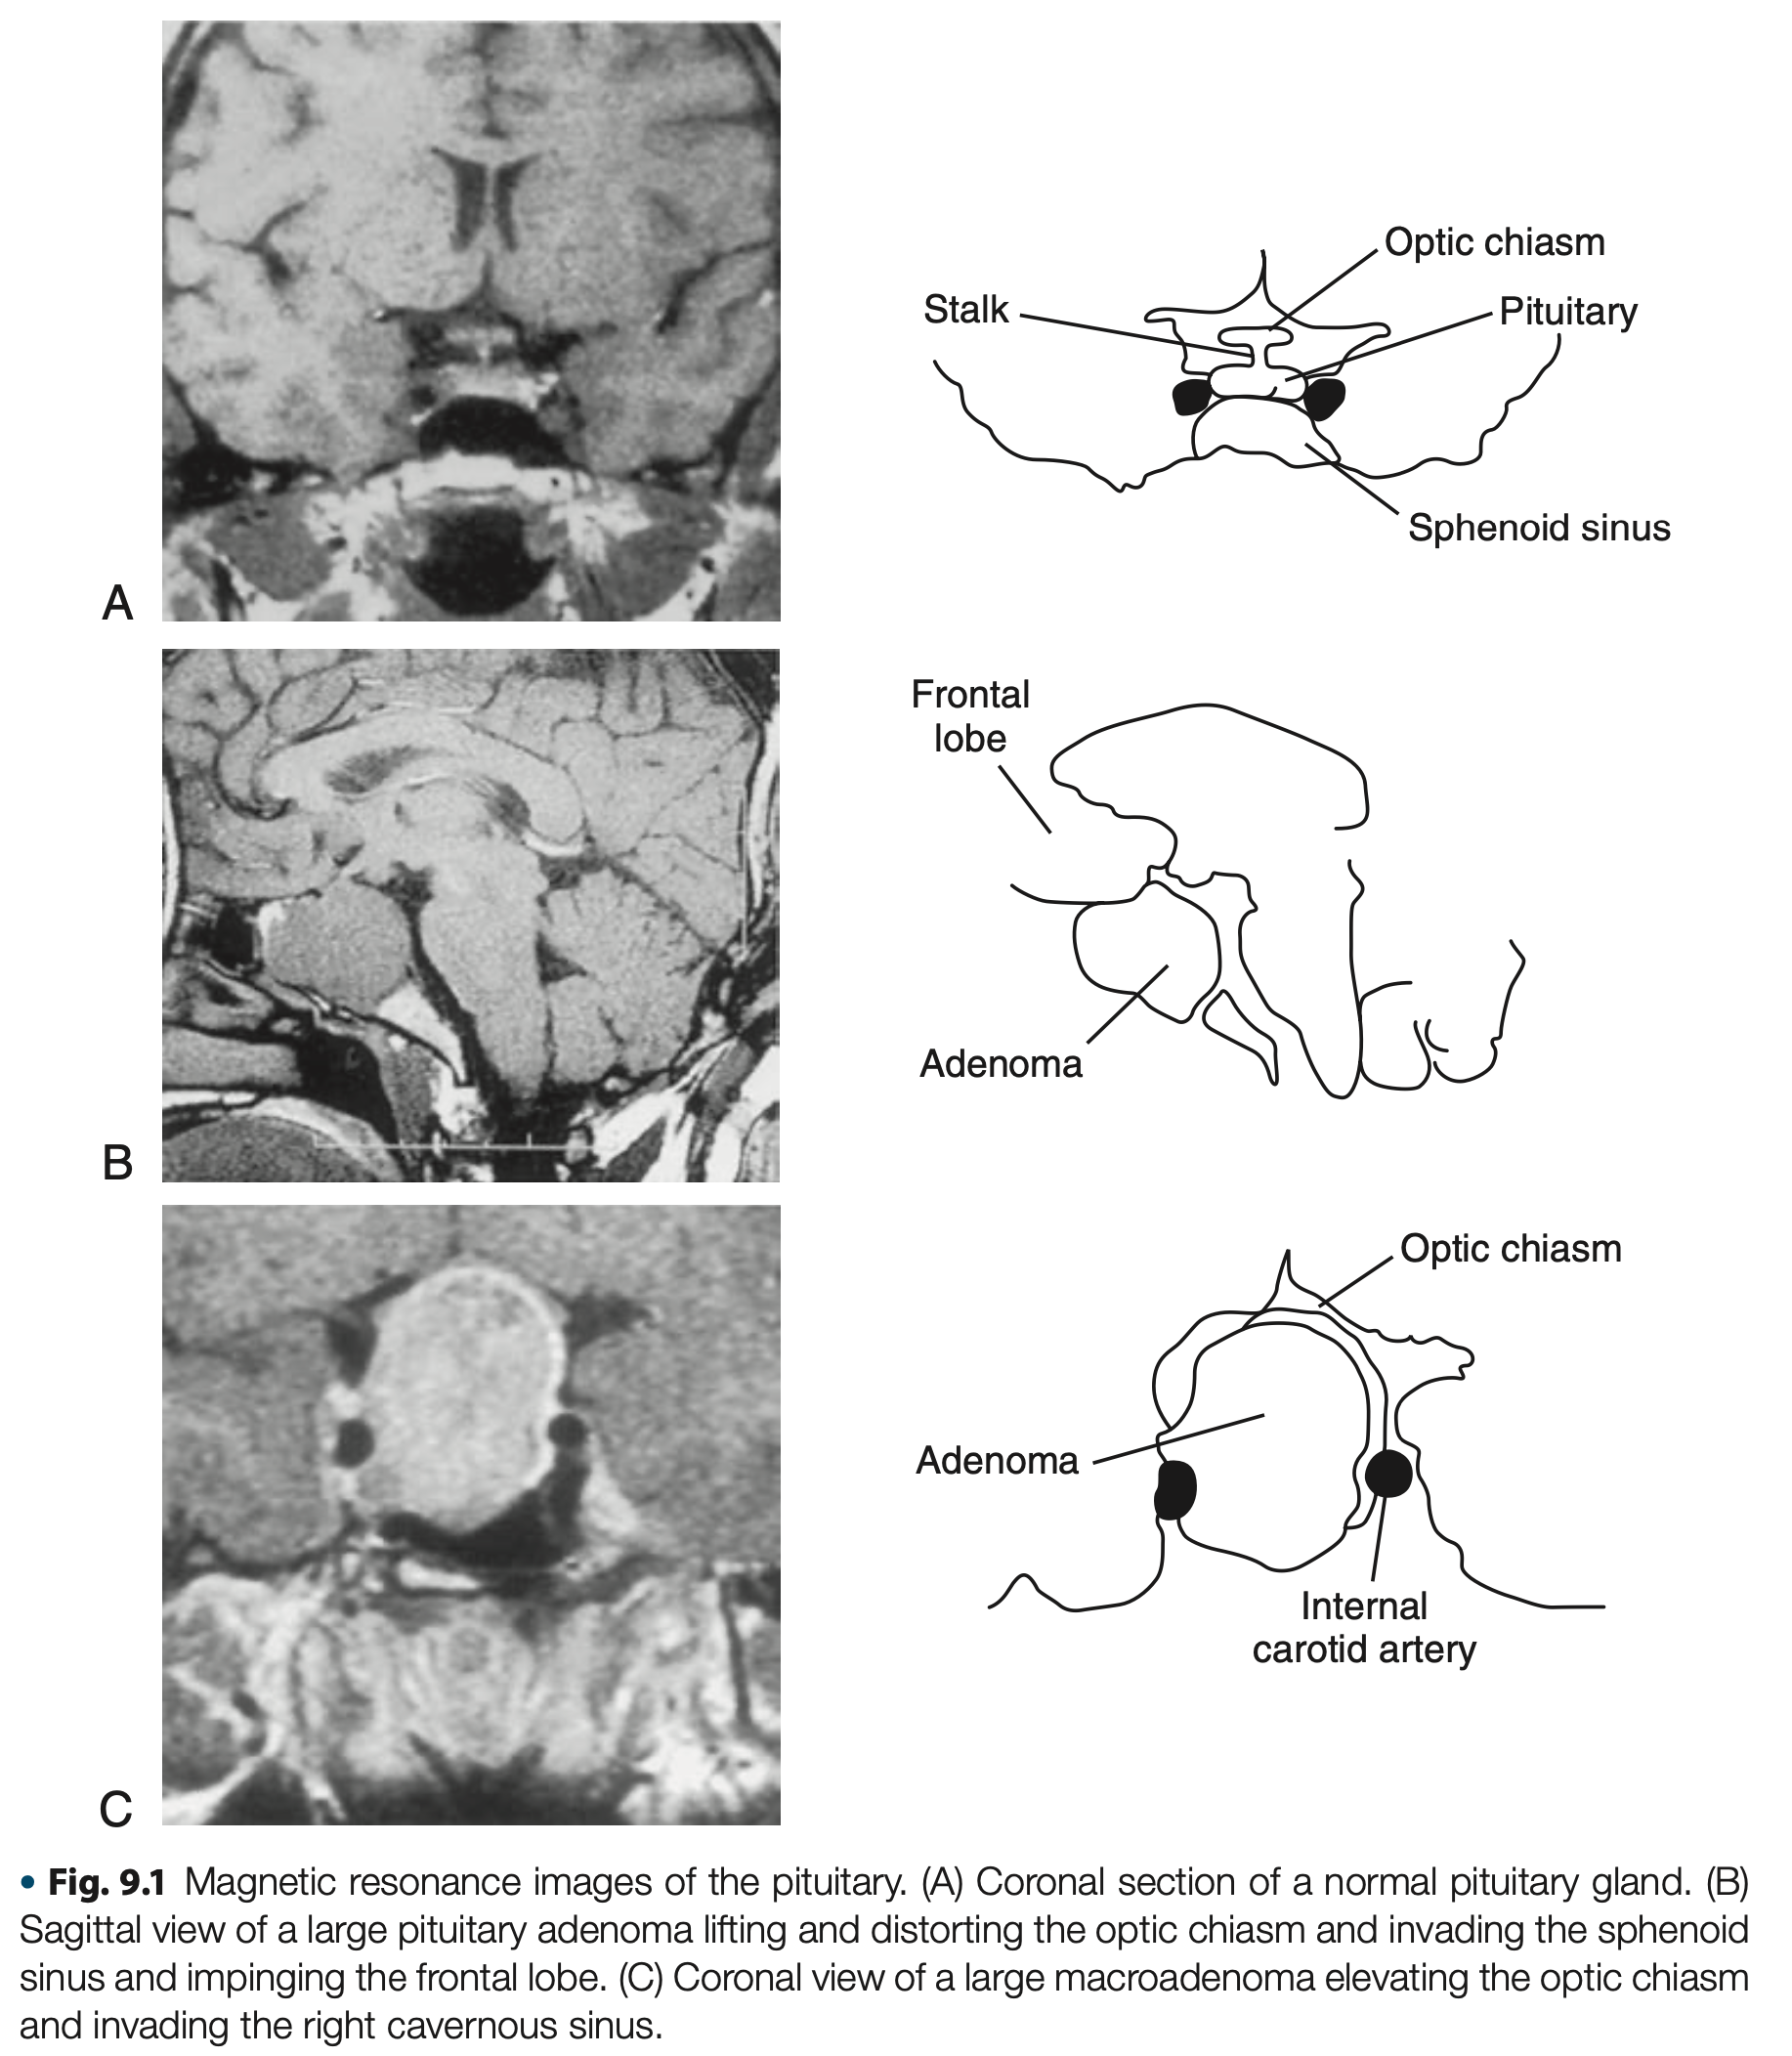 Optic chiasm
Stalk
Pituitary
Sphenoid sinus
A
Frontal
lobe
Adenoma
B
Optic chiasm
Adenoma
Internal
carotid artery
C
• Fig. 9.1 Magnetic resonance images of the pituitary. (A) Coronal section of a normal pituitary gland. (B)
Sagittal view of a large pituitary adenoma lifting and distorting the optic chiasm and invading the sphenoid
sinus and impinging the frontal lobe. (C) Coronal view of a large macroadenoma elevating the optic chiasm
and invading the right cavernous sinus.